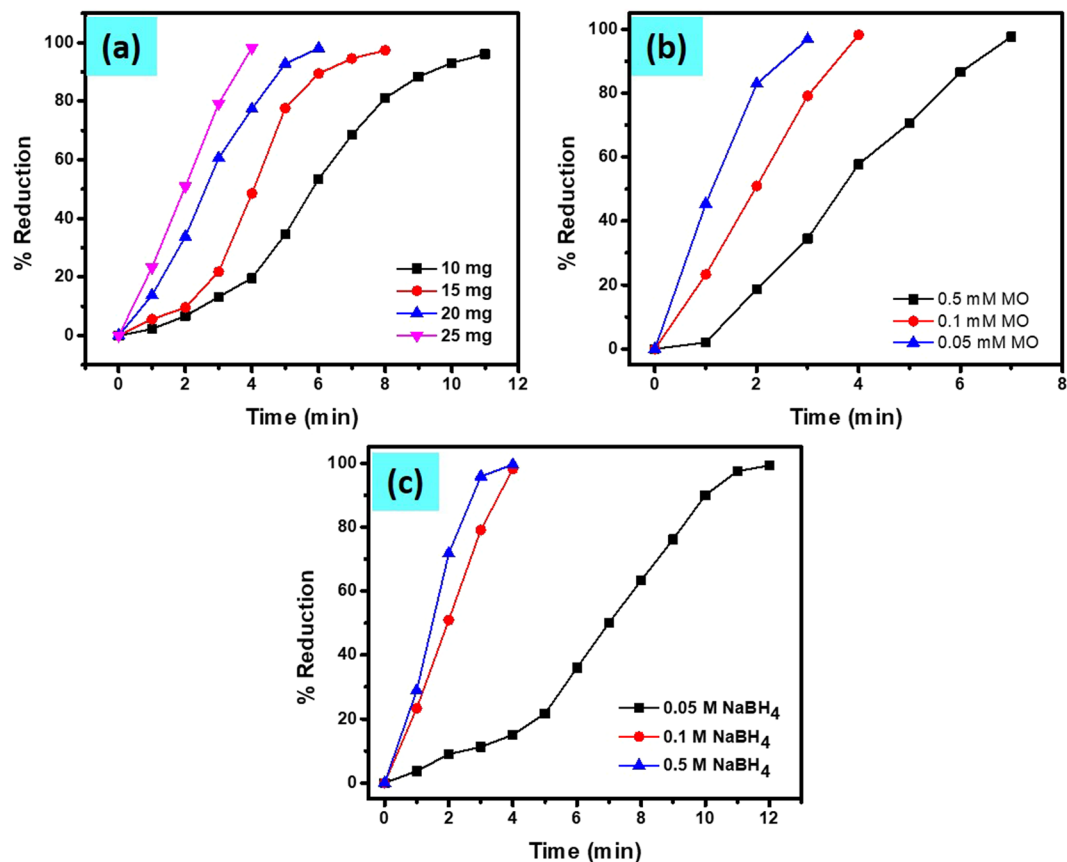 (a)
100
80
60
40
20
0
% Reduction
10 mg
15 mg
20 mg
25 mg
0 2 4 6 8 10 12
Time (min)
(b)
100
80
60
40
20
0
% Reduction
0.5 mM MO
0.1 mM MO
0.05 mM MO
0 2 4 6 8
Time (min)
(c)
100
80
60
40
20
0
% Reduction
0.05 M NaBH4
0.1 M NaBH4
0.5 M NaBH4
0 2 4 6 8 10 12
Time (min)